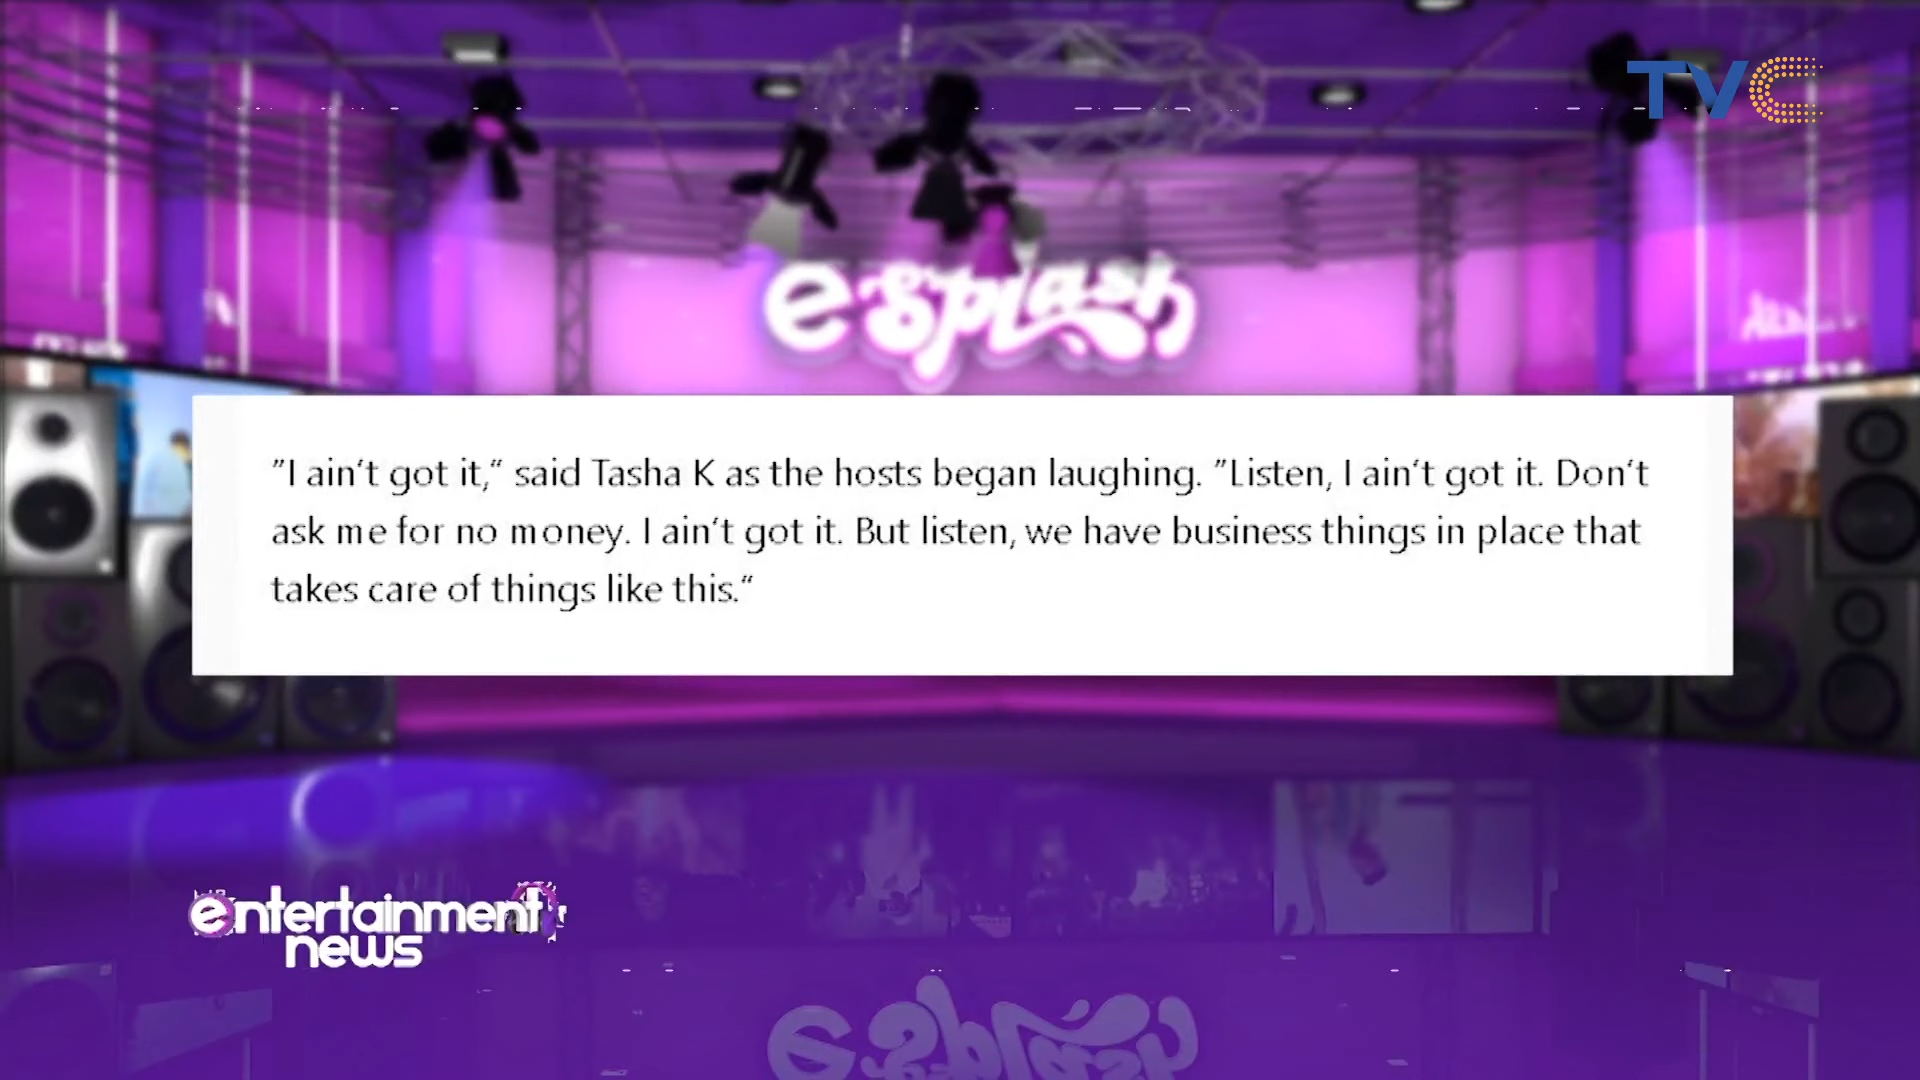 TVC
e-splash
"I ain't got it," said Tasha K as the hosts began laughing. "Listen, I ain't got it. Don't
ask me for no money. I ain't got it. But listen, we have business things in place that
takes care of things like this."
entertainment
news